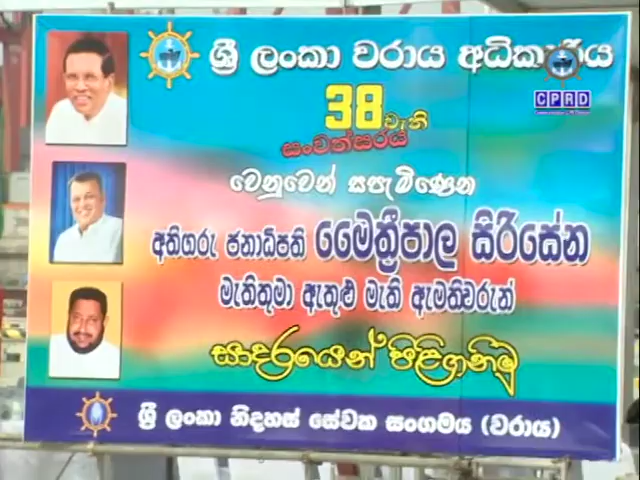 ශ්‍රී ලංකා වරාය අධිකාරිය
CPRD
38 වැනි
සංවත්සරය
වෙනුවෙන් සපැමිණෙන
අතිගරු ජනාධිපති මෛත්‍රීපාල සිරිසේන
මැතිතුමා ඇතුළු මැති ඇමතිවරුන්
සාදරයෙන් පිළිගනිමු
ශ්‍රී ලංකා නිදහස් සේවක සංගමය (වරාය)